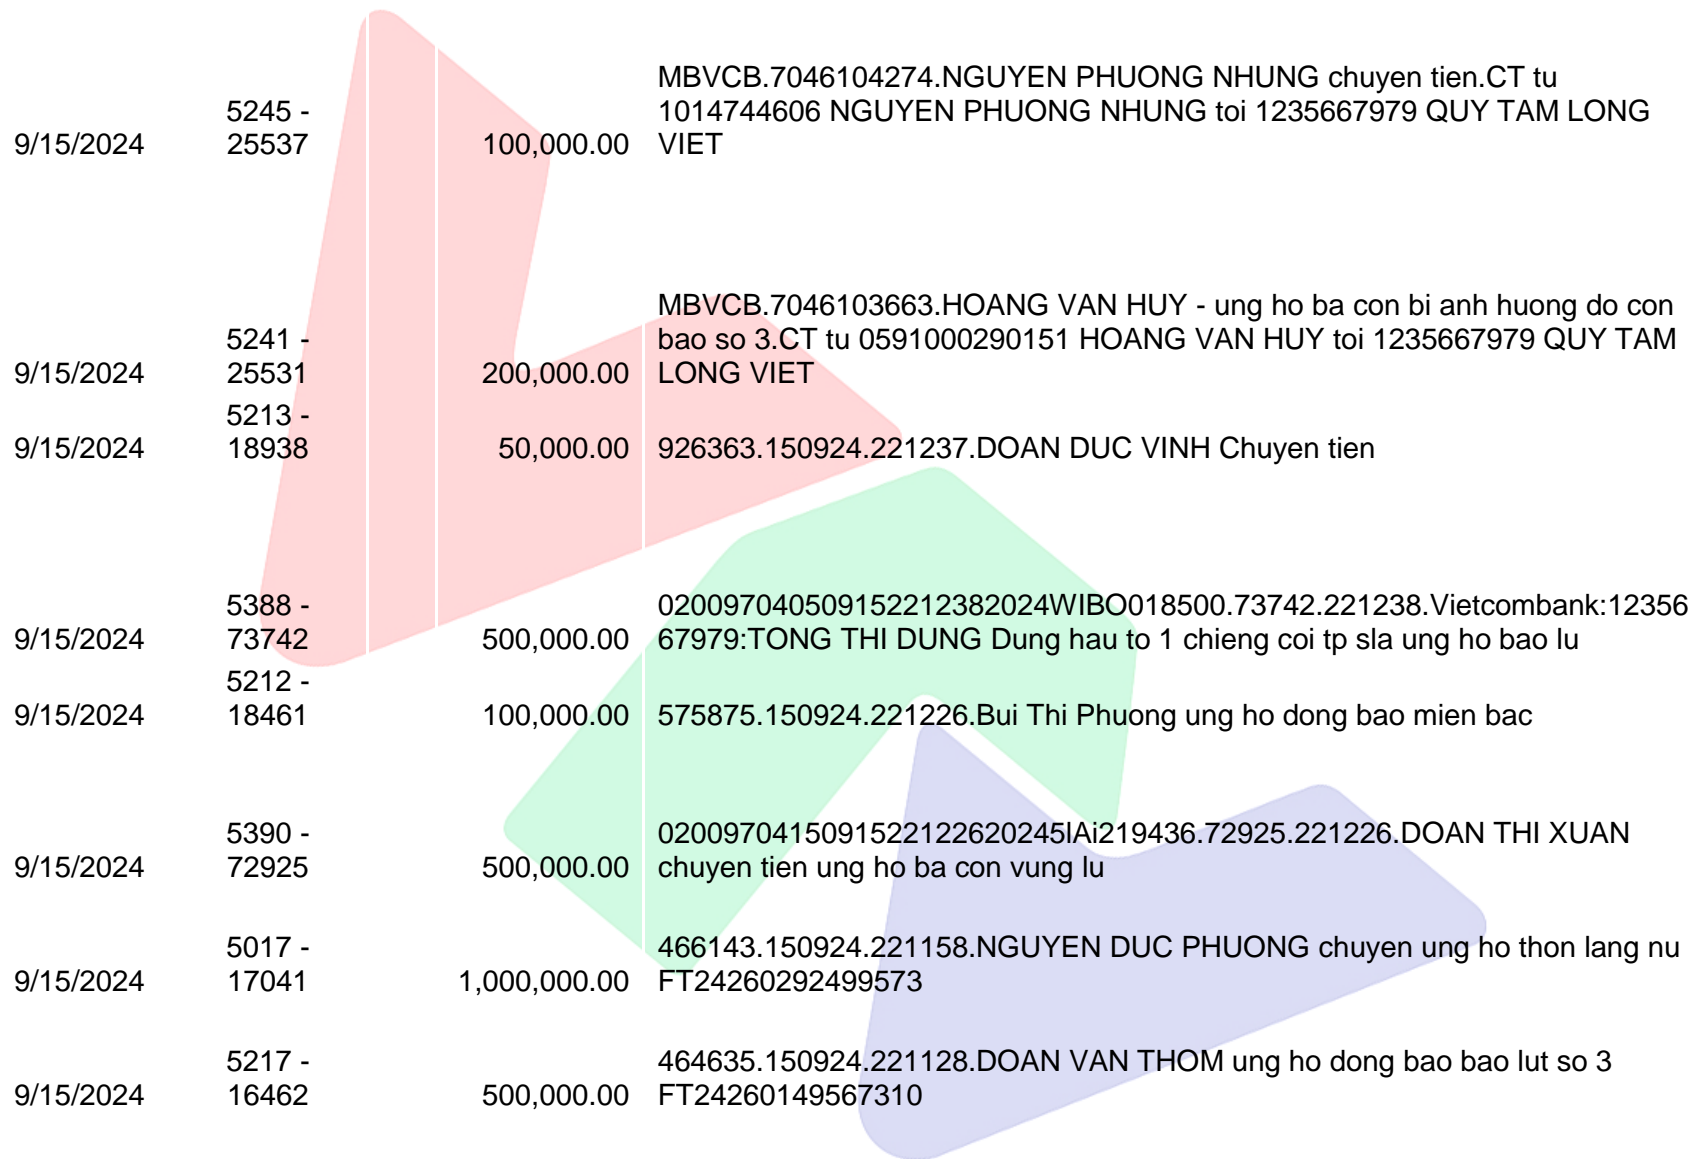 MBVCB.7046104274.NGUYEN PHUONG NHUNG chuyen tien.CT tu
5245 - 1014744606 NGUYEN PHUONG NHUNG toi 1235667979 QUY TAM LONG
9/15/2024 25537 100,000.00 VIET
MBVCB.7046103663.HOANG VAN HUY - ung ho ba con bi anh huong do con
5241 - bao so 3.CT tu 0591000290151 HOANG VAN HUY toi 1235667979 QUY TAM
9/15/2024 25531 200,000.00 LONG VIET
5213 -
9/15/2024 18938 50,000.00 926363.150924.221237.DOAN DUC VINH Chuyen tien
5388 - 020097040509152212382024WIBO018500.73742.221238.Vietcombank:12356
9/15/2024 73742 500,000.00 67979:TONG THI DUNG Dung hau to 1 chieng coi tp sla ung ho bao lu
5212 -
9/15/2024 18461 100,000.00 575875.150924.221226.Bui Thi Phuong ung ho dong bao mien bac
5390 - 0200970415091522122620245IAi219436.72925.221226.DOAN THI XUAN
9/15/2024 72925 500,000.00 chuyen tien ung ho ba con vung lu
5017 - 466143.150924.221158.NGUYEN DUC PHUONG chuyen ung ho thon lang nu
9/15/2024 17041 1,000,000.00 FT24260292499573
5217 - 464635.150924.221128.DOAN VAN THOM ung ho dong bao bao lut so 3
9/15/2024 16462 500,000.00 FT24260149567310